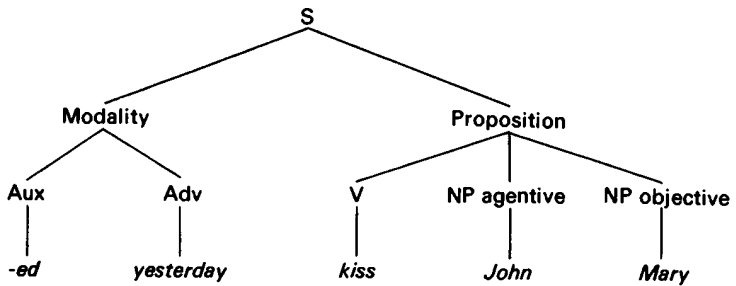 S
Modality Proposition
Aux Adv V NP agentive NP objective
-ed yesterday kiss John Mary